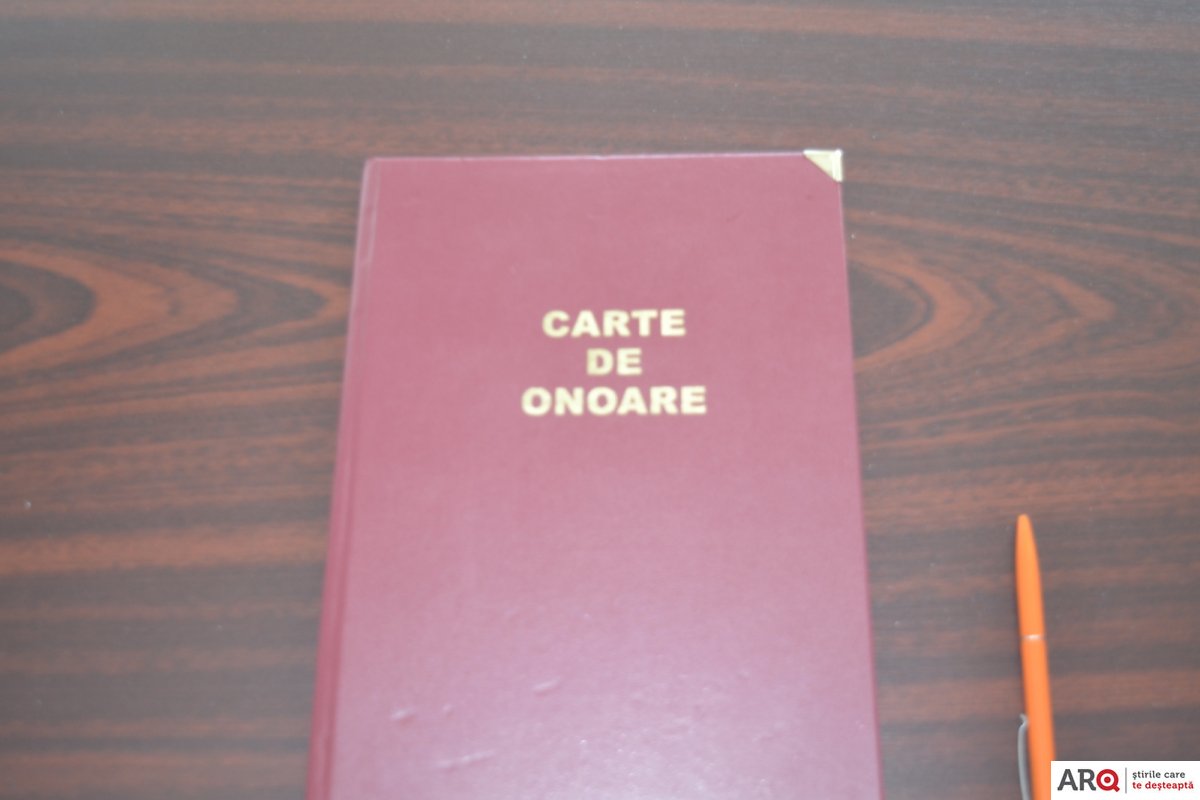 CARTE
DE
ONOARE
ARQ
știrile care
te deșteaptă